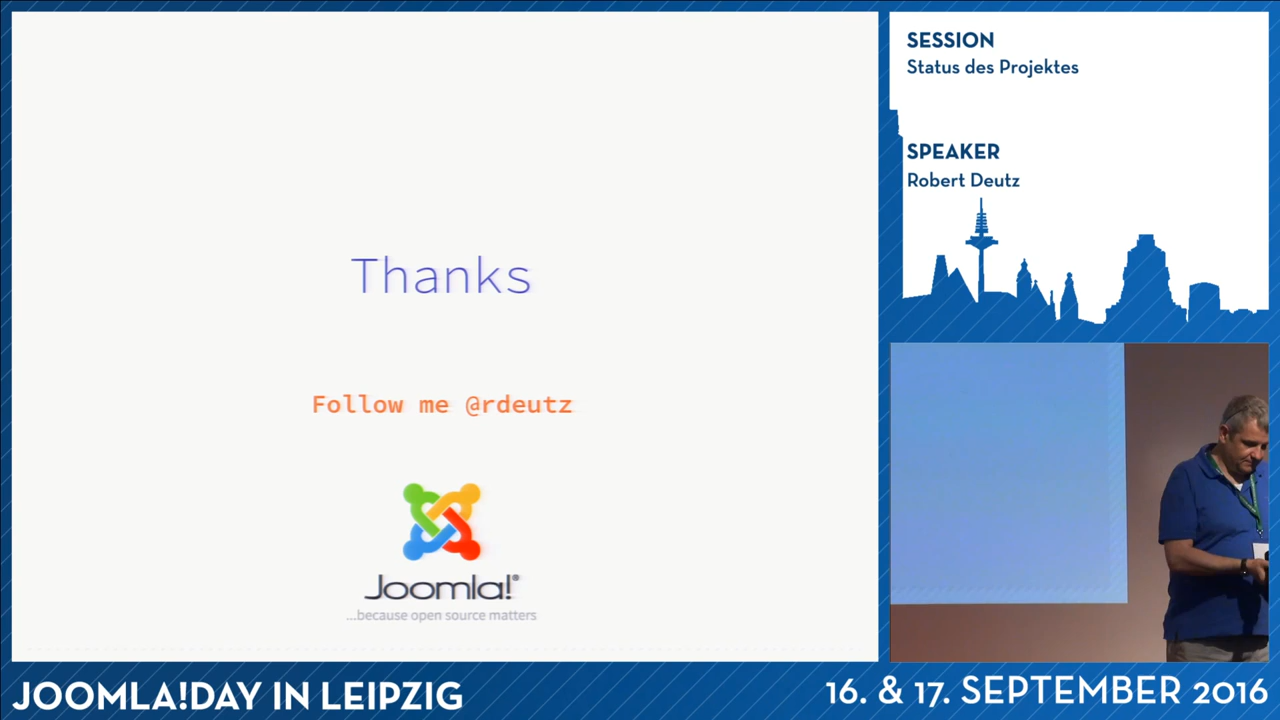 Thanks
Follow me @rdeutz
Joomla!®
...because open source matters
SESSION
Status des Projektes
SPEAKER
Robert Deutz
JOOMLA!DAY IN LEIPZIG
16. & 17. SEPTEMBER 2016